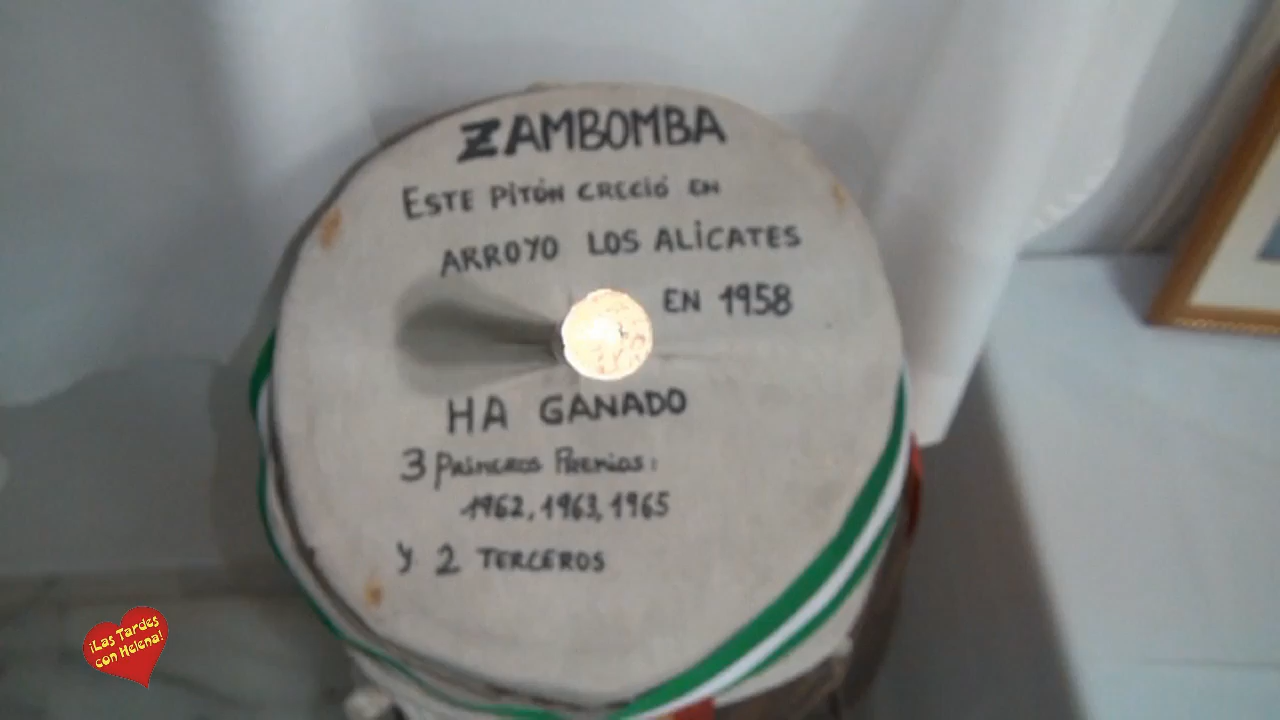 ZAMBOMBA
ESTE PITÓN CRECIÓ EN
ARROYO LOS ALICATES
EN 1958
HA GANADO
3 PRIMEROS PREMIOS:
1962, 1963, 1965
Y 2 TERCEROS
¡Las Tardes
con Helena!